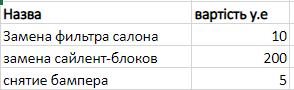 Назва вартість у.е
Замена фильтра салона 10
замена сайлент-блоков 200
снятие бампера 5